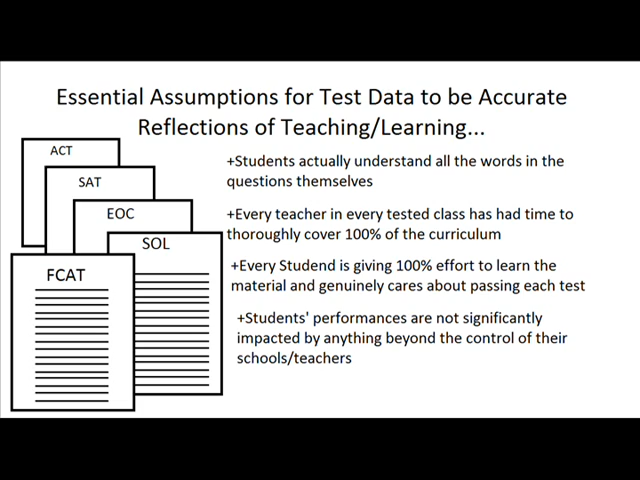 Essential Assumptions for Test Data to be Accurate
Reflections of Teaching/Learning...
ACT
SAT
EOC
SOL
FCAT
+Students actually understand all the words in the
questions themselves
+Every teacher in every tested class has had time to
thoroughly cover 100% of the curriculum
+Every Studend is giving 100% effort to learn the
material and genuinely cares about passing each test
+Students' performances are not significantly
impacted by anything beyond the control of their
schools/teachers